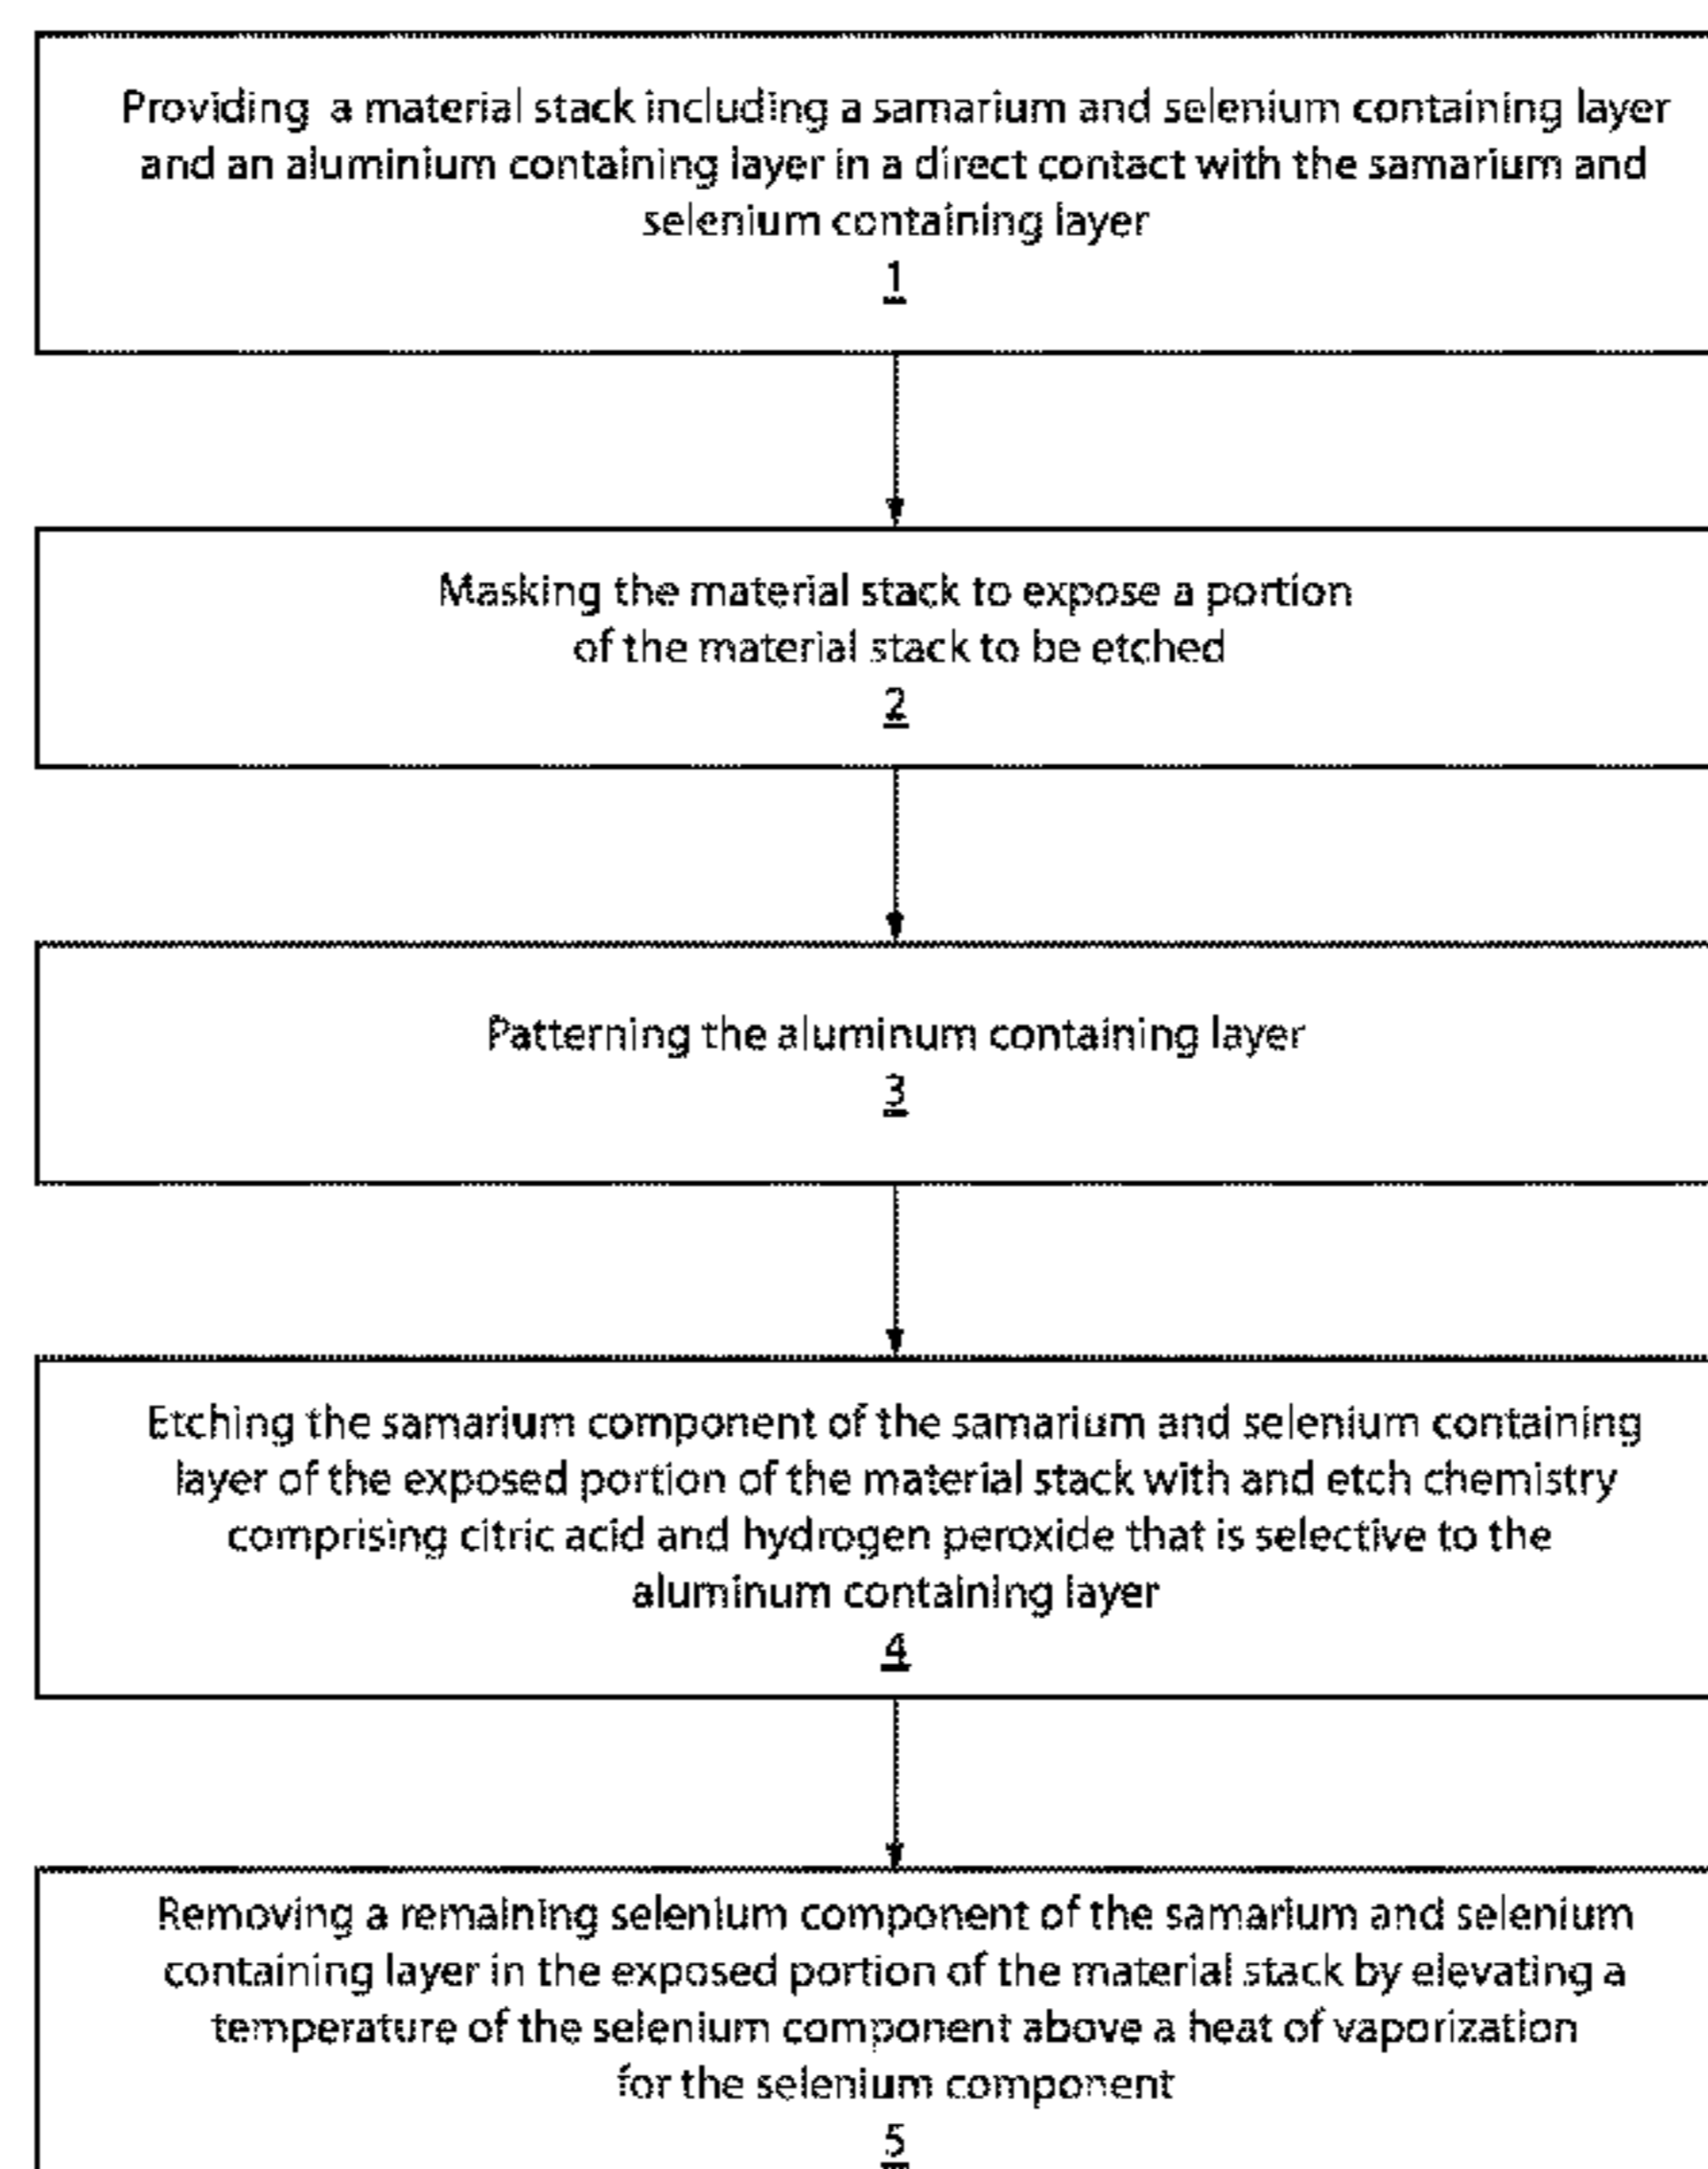 Providing a material stack including a samarium and selenium containing layer
and an aluminium containing layer in a direct contact with the samarium and
selenium containing layer
1
Masking the material stack to expose a portion
of the material stack to be etched
2
Patterning the aluminum containing layer
3
Etching the samarium component of the samarium and selenium containing
layer of the exposed portion of the material stack with and etch chemistry
comprising citric acid and hydrogen peroxide that is selective to the
aluminum containing layer
4
Removing a remaining selenium component of the samarium and selenium
containing layer in the exposed portion of the material stack by elevating a
temperature of the selenium component above a heat of vaporization
for the selenium component
5